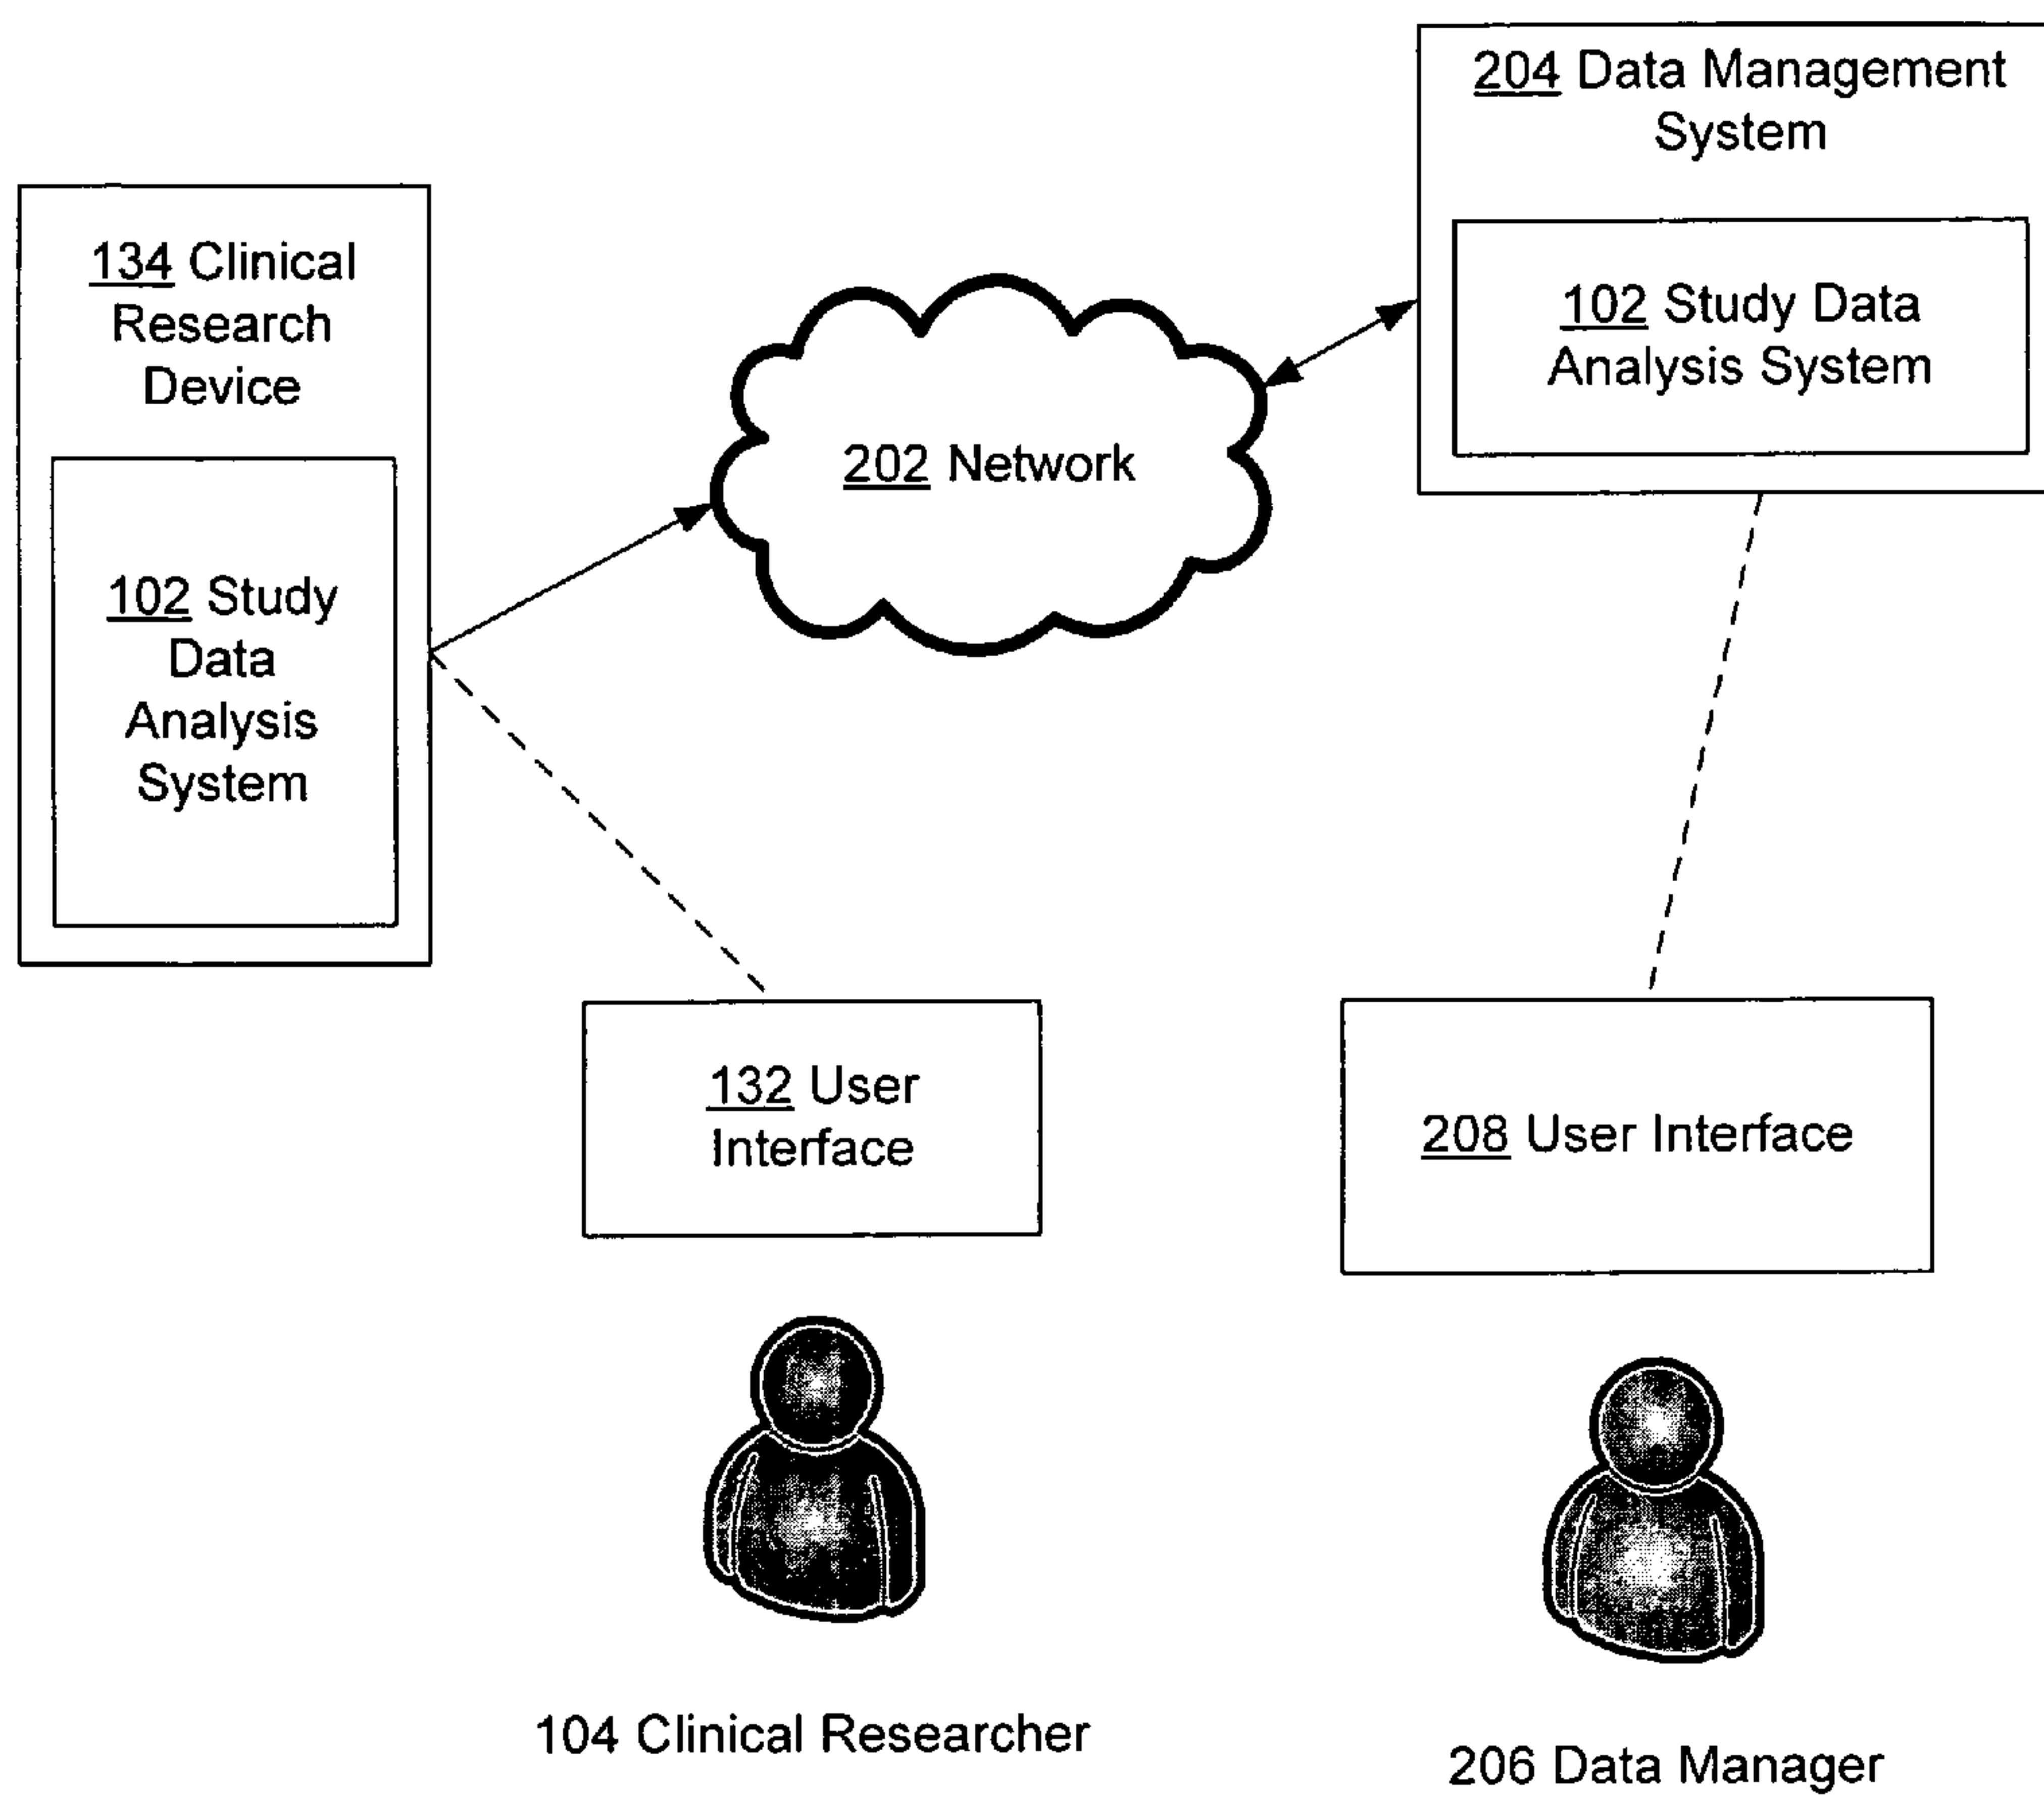 204 Data Management
System
134 Clinical
Research
Device
102 Study Data
Analysis System
202 Network
102 Study
Data
Analysis
System
132 User
Interface
208 User Interface
104 Clinical Researcher
206 Data Manager